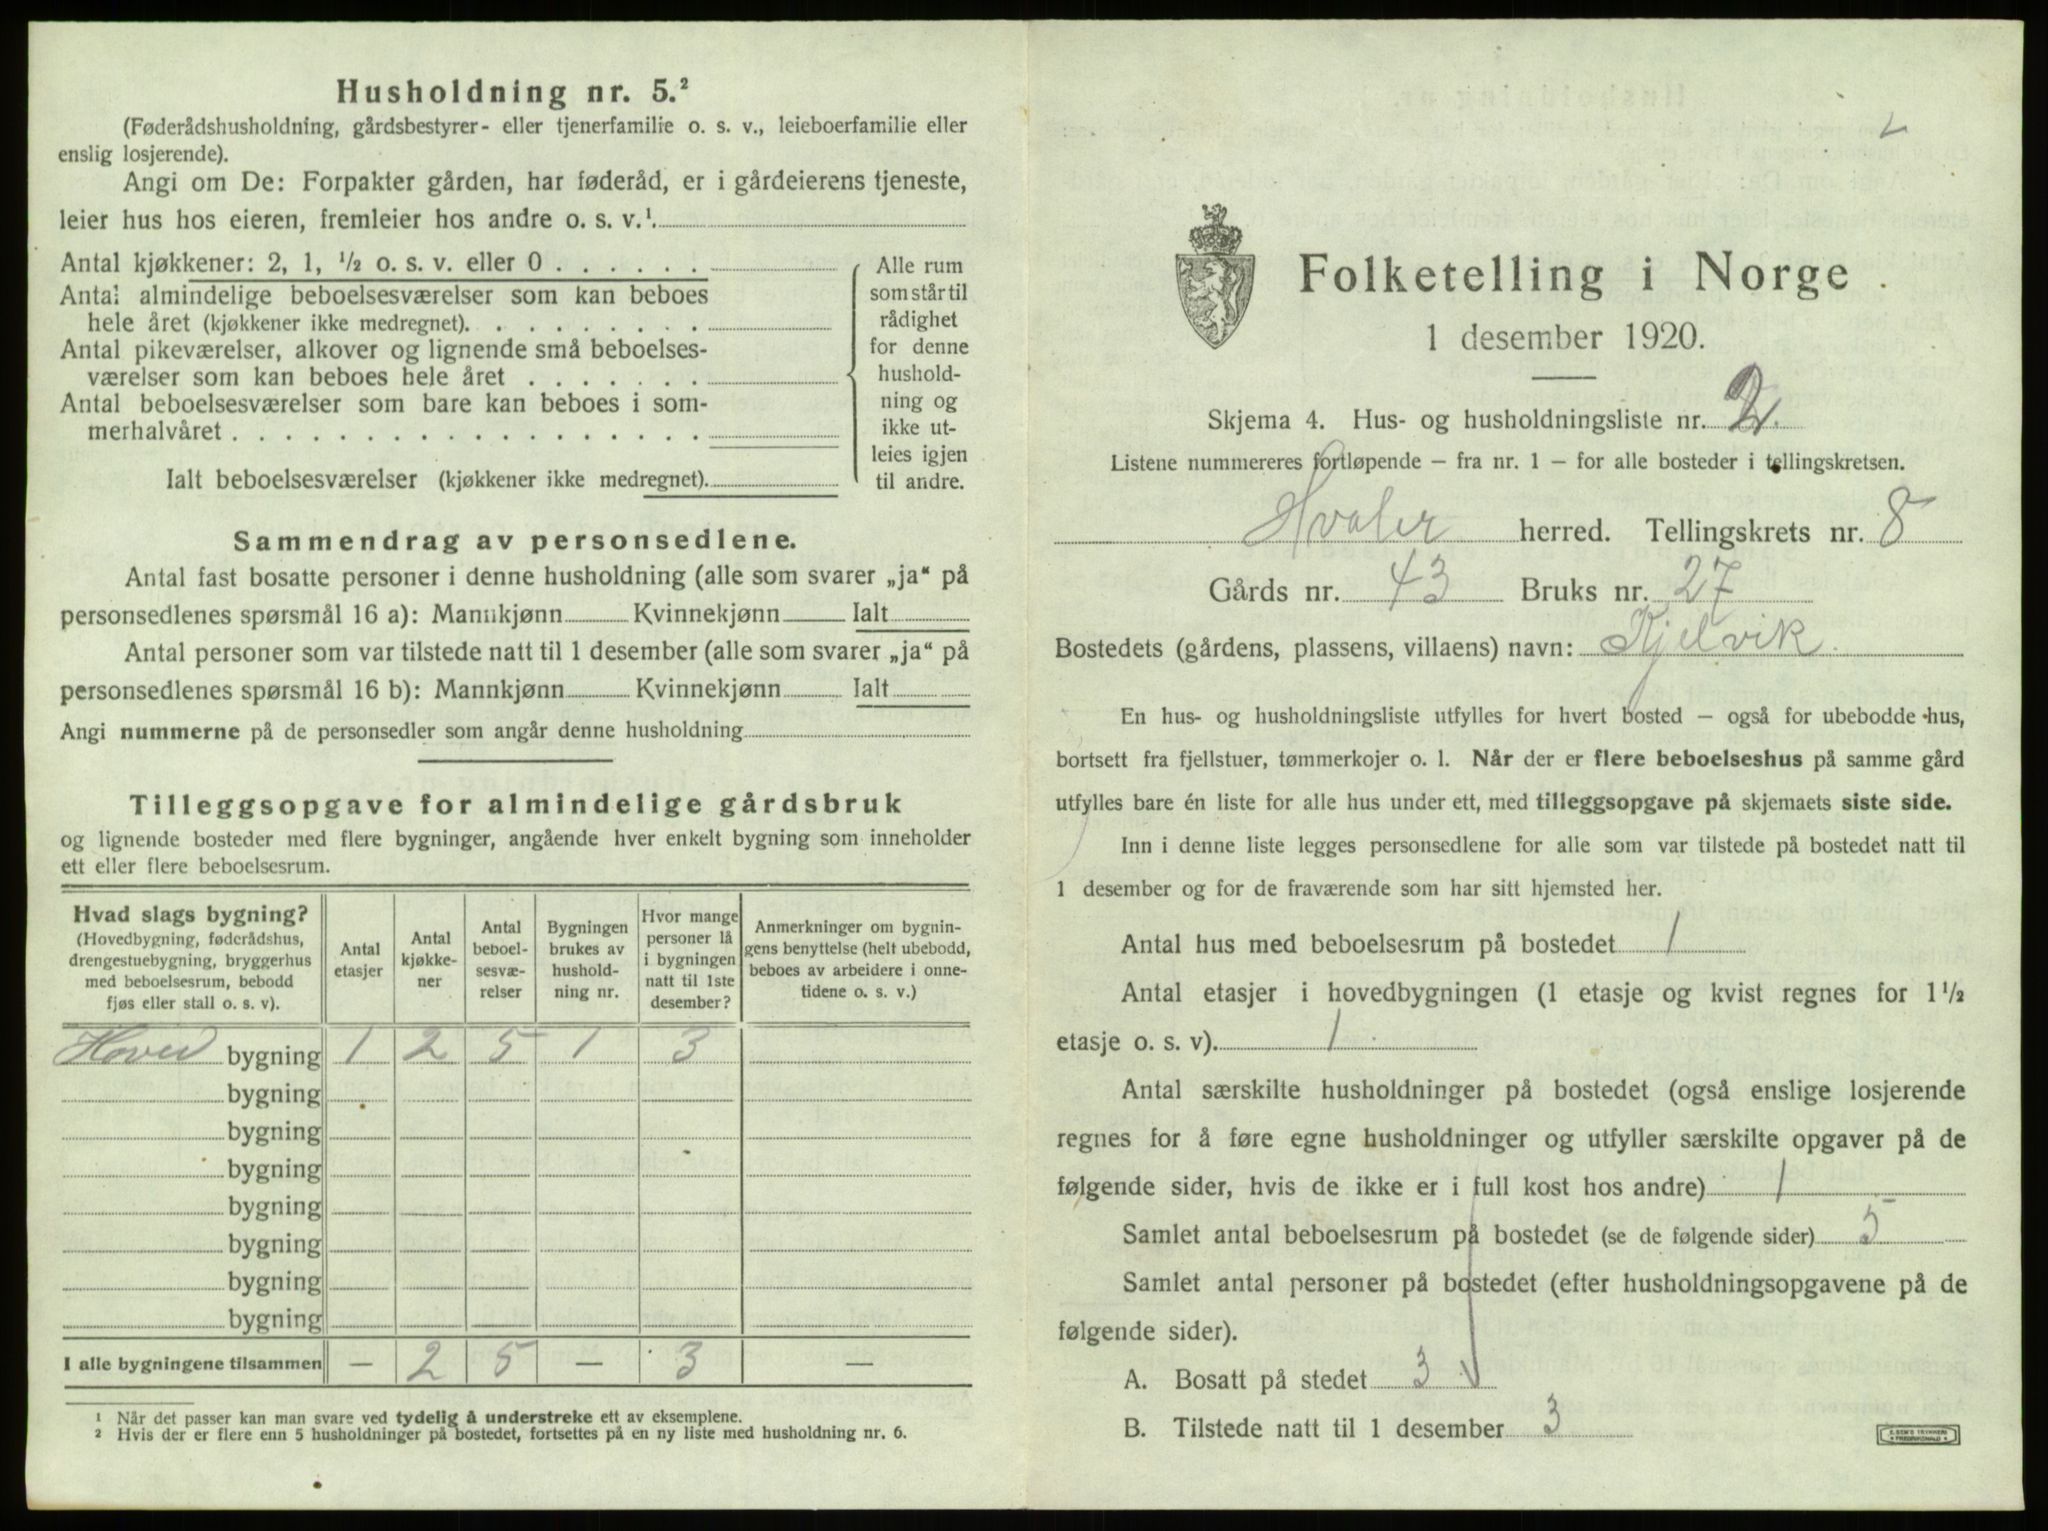 Husholdning nr. 5.²
(Føderådshusholdning, gårdsbestyrer- eller tjenerfamilie o. s. v., leieboerfamilie eller
enslig losjerende).
Angi om De: Forpakter gården, har føderåd, er i gårdeierens tjeneste,
leier hus hos eieren, fremleier hos andre o. s. v.¹
Antal kjøkkener: 2, 1, ½ o. s. v. eller 0 . . . . . .
Antal almindelige beboelsesværelser som kan beboes
hele året (kjøkkener ikke medregnet). . . . . . . . .
Antal pikeværelser, alkover og lignende små beboelses-
værelser som kan beboes hele året . . . . . . .
Antal beboelsesværelser som bare kan beboes i som-
merhalvåret . . . . . . . . . . . . . . . . . .
Ialt beboelsesværelser (kjøkkener ikke medregnet).
Alle rum
som står til
rådighet
for denne
hushold-
ning og
ikke ut-
leies igjen
til andre.
Sammendrag av personsedlene.
Antal fast bosatte personer i denne husholdning (alle som svarer „ja“ på
personsedlenes spørsmål 16 a): Mannkjønn Kvinnekjønn Ialt
Antal personer som var tilstede natt til 1 desember (alle som svarer „ja“ på
personsedlenes spørsmål 16 b): Mannkjønn Kvinnekjønn Ialt
Angi nummerne på de personsedler som angår denne husholdning
Tilleggsopgave for almindelige gårdsbruk
og lignende bosteder med flere bygninger, angående hver enkelt bygning som inneholder
ett eller flere beboelsesrum.
Hvad slags bygning?
(Hovedbygning, føderådshus,
drengestuebygning, bryggerhus
med beboelsesrum, bebodd
fjøs eller stall o. s. v).
Antal
etasjer
Antal
kjøkke-
ner
Antal
beboel-
sesvæ-
relser
Bygningen
brukes av
hushold-
ning nr.
Hvor mange
personer lå
i bygningen
natt til 1ste
desember?
Anmerkninger om bygnin-
gens benyttelse (helt ubebodd,
beboes av arbeidere i onne-
tidene o. s. v.)
Hoved bygning 1 2 5 1 3
bygning
bygning
bygning
bygning
bygning
bygning
bygning
I alle bygningene tilsammen — 2 5 — 3 —
¹ Når det passer kan man svare ved tydelig å understreke ett av eksemplene.
² Hvis der er flere enn 5 husholdninger på bostedet, fortsettes på en ny liste med husholdning nr. 6.
Folketelling i Norge
1 desember 1920.
Skjema 4. Hus- og husholdningsliste nr. 2.
Listene nummereres fortløpende – fra nr. 1 – for alle bosteder i tellingskretsen.
Hvaler herred. Tellingskrets nr. 8
Gårds nr. 43 Bruks nr. 27
Bostedets (gårdens, plassens, villaens) navn: Kjelvik.
En hus- og husholdningsliste utfylles for hvert bosted – også for ubebodde hus,
bortsett fra fjellstuer, tømmerkojer o. l. Når der er flere beboelseshus på samme gård
utfylles bare én liste for alle hus under ett, med tilleggsopgave på skjemaets siste side.
Inn i denne liste legges personsedlene for alle som var tilstede på bostedet natt til
1 desember og for de fraværende som har sitt hjemsted her.
Antal hus med beboelsesrum på bostedet 1
Antal etasjer i hovedbygningen (1 etasje og kvist regnes for 1½
etasje o. s. v). 1
Antal særskilte husholdninger på bostedet (også enslige losjerende
regnes for å føre egne husholdninger og utfyller særskilte opgaver på de
følgende sider, hvis de ikke er i full kost hos andre) 1
Samlet antal beboelsesrum på bostedet (se de følgende sider) 5
Samlet antal personer på bostedet (efter husholdningsopgavene på de
følgende sider).
A. Bosatt på stedet 3
B. Tilstede natt til 1 desember 3